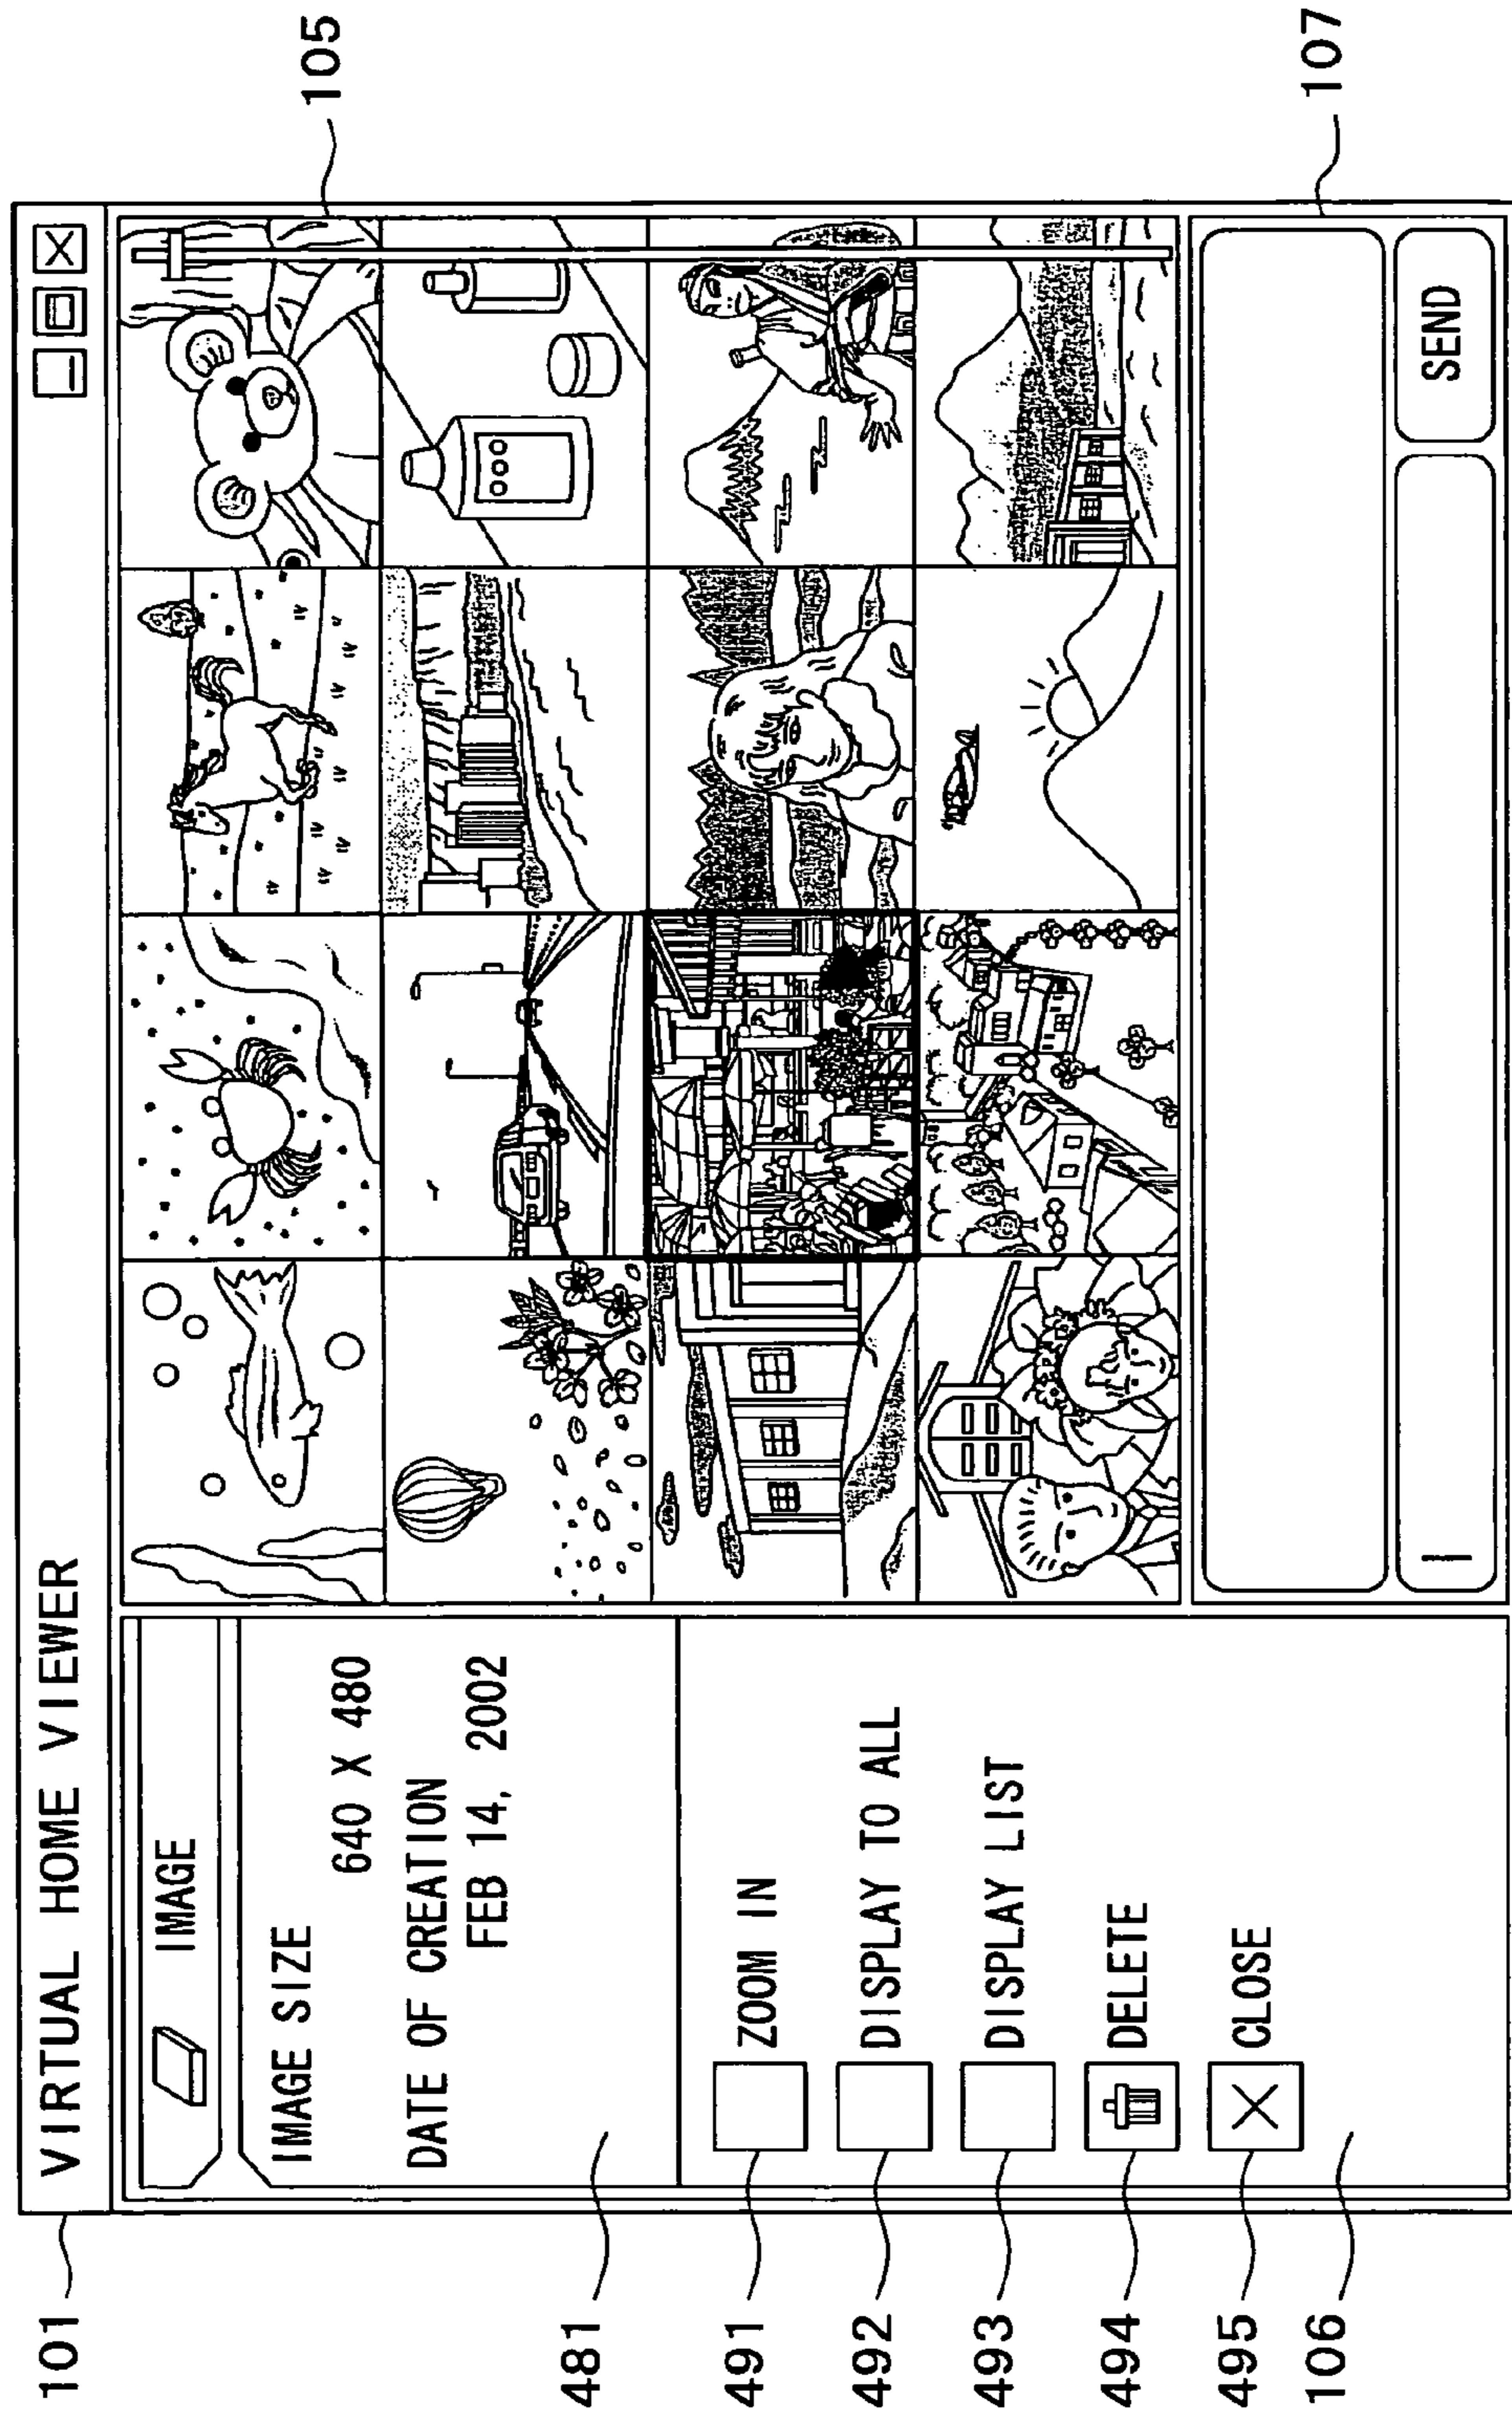 101
VIRTUAL HOME VIEWER
IMAGE
IMAGE SIZE
640 X 480
DATE OF CREATION
FEB 14, 2002
481
491
ZOOM IN
492
DISPLAY TO ALL
493
DISPLAY LIST
494
DELETE
495
CLOSE
106
105
107
SEND